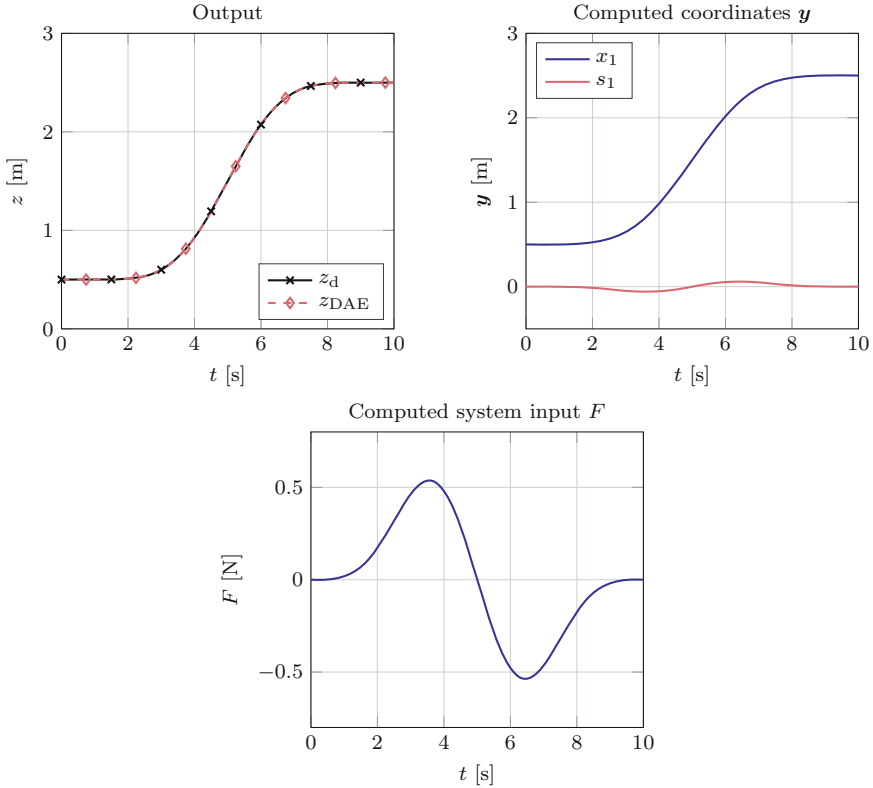 Output
3
2
1
0
z [m]
z_d
z_DAE
0 2 4 6 8 10
t [s]
Computed coordinates y
3
2
1
0
y [m]
x_1
s_1
0 2 4 6 8 10
t [s]
Computed system input F
0.5
0
−0.5
F [N]
0 2 4 6 8 10
t [s]